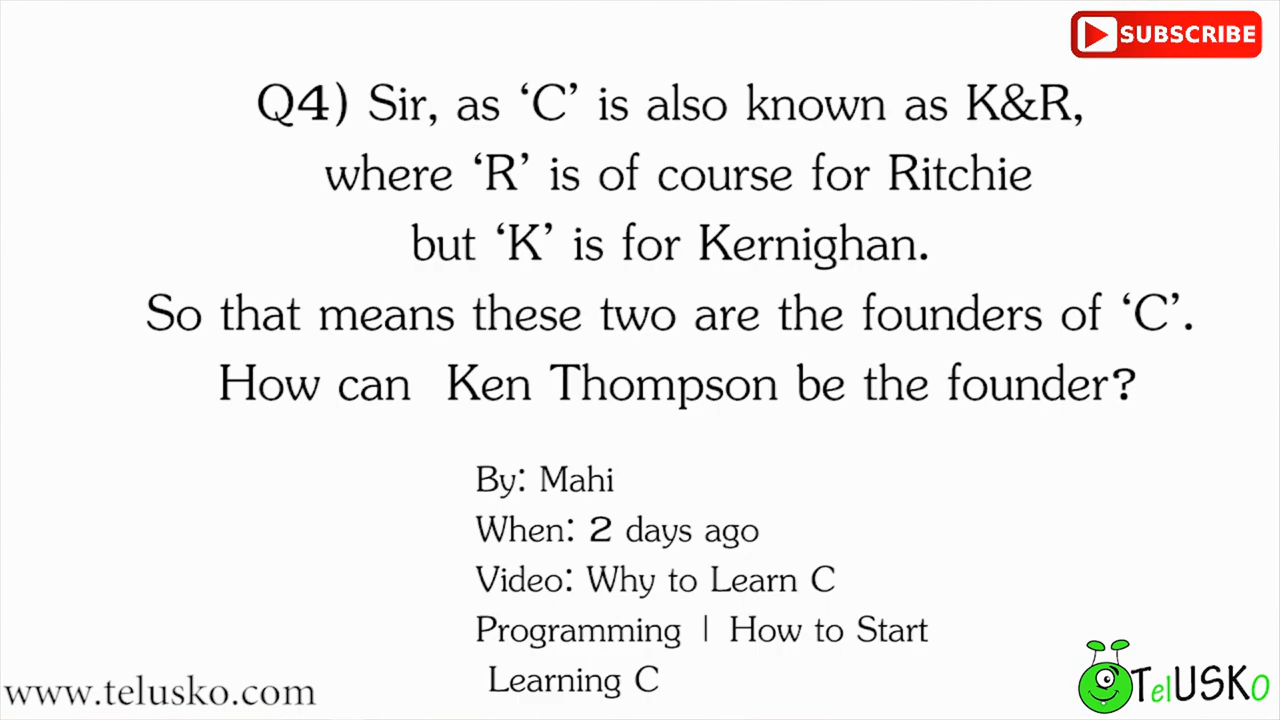 SUBSCRIBE
Q4) Sir, as ‘C’ is also known as K&R,
where ‘R’ is of course for Ritchie
but ‘K’ is for Kernighan.
So that means these two are the founders of ‘C’.
How can Ken Thompson be the founder?
By: Mahi
When: 2 days ago
Video: Why to Learn C
Programming | How to Start
Learning C
www.telusko.com
TelUSKo